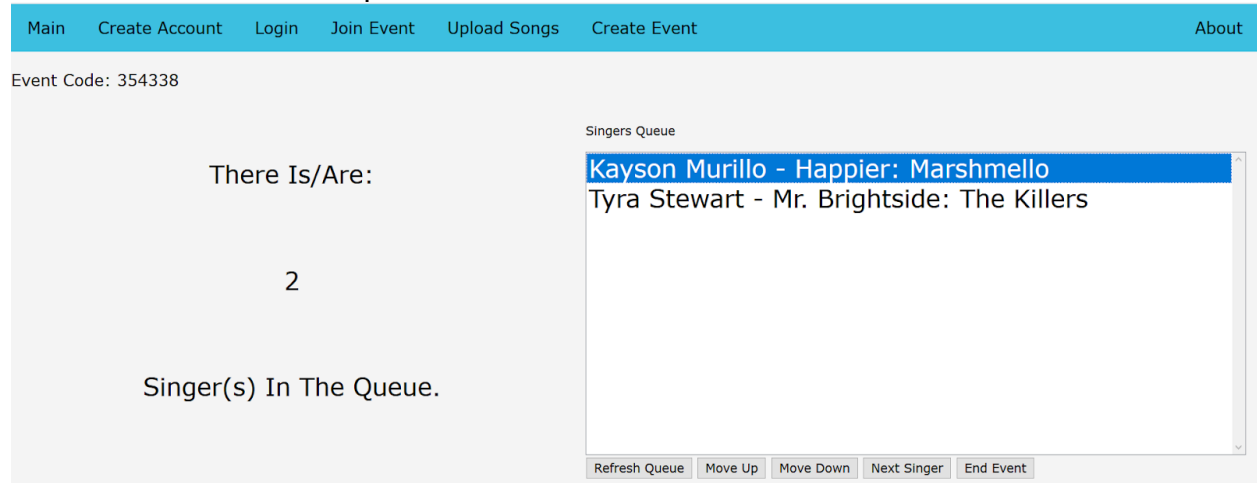 Main Create Account Login Join Event Upload Songs Create Event About
Event Code: 354338
There Is/Are:
2
Singer(s) In The Queue.
Singers Queue
Kayson Murillo - Happier: Marshmello
Tyra Stewart - Mr. Brightside: The Killers
Refresh Queue Move Up Move Down Next Singer End Event